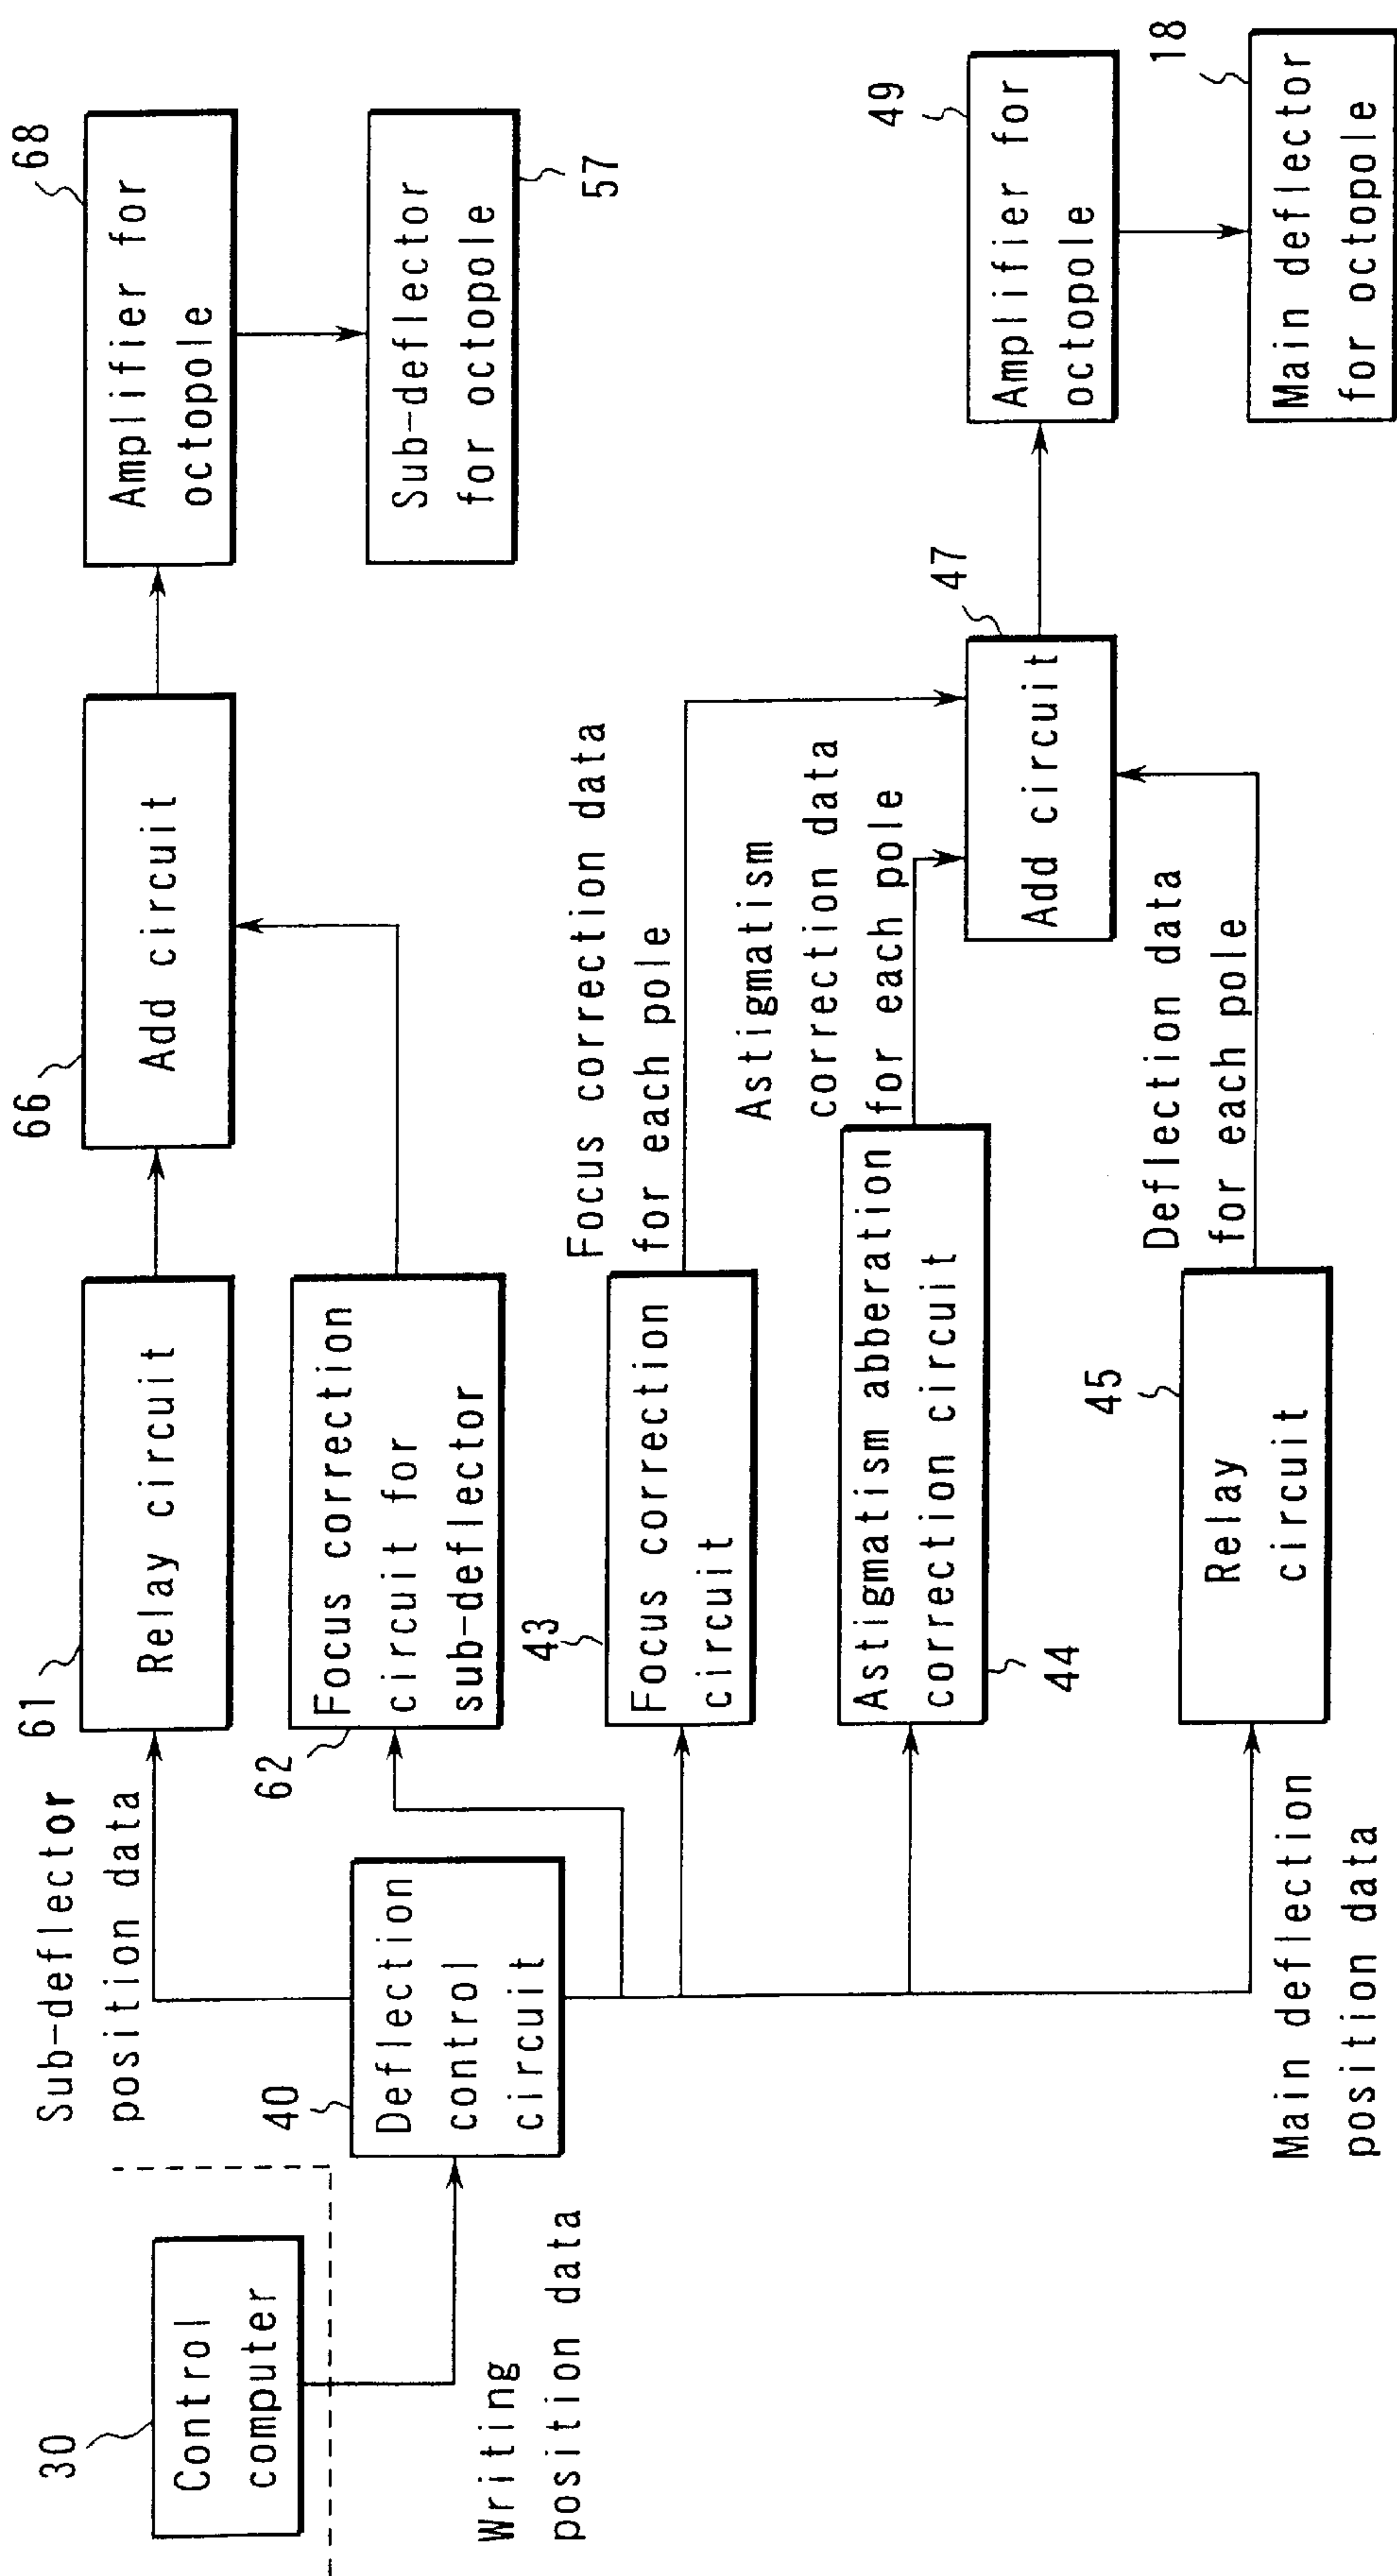 30
Control
computer
Writing
position data
40
Deflection
control
circuit
Sub-deflector
position data
Main deflection
position data
61
Relay circuit
62
Focus correction
circuit for
sub-deflector
43
Focus correction
circuit
Astigmatism abberation
correction circuit
44
45
Relay
circuit
66
Add circuit
Focus correction data
for each pole
Astigmatism
correction data
for each pole
Deflection data
for each pole
47
Add circuit
68
Amplifier for
octopole
Sub-deflector
for octopole
57
49
Amplifier for
octopole
18
Main deflector
for octopole